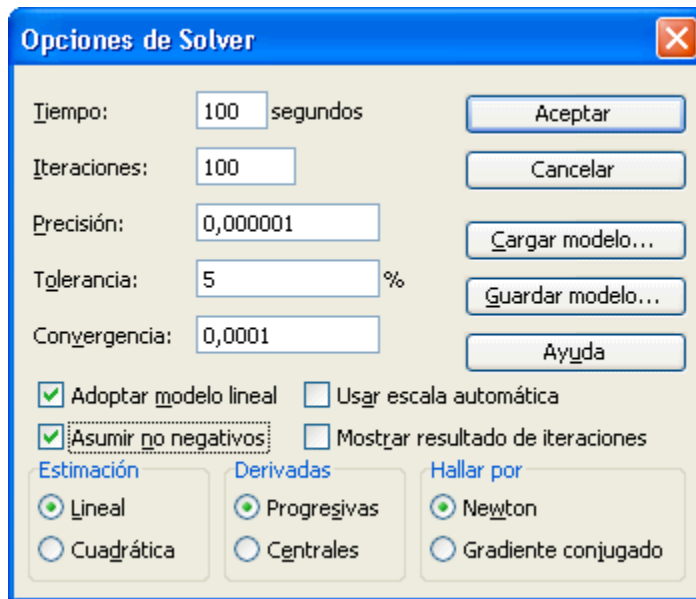 Opciones de Solver
Tiempo: 100 segundos Aceptar
Iteraciones: 100 Cancelar
Precisión: 0,000001 Cargar modelo...
Tolerancia: 5 % Guardar modelo...
Convergencia: 0,0001 Ayuda
Adoptar modelo lineal Usar escala automática
Asumir no negativos Mostrar resultado de iteraciones
Estimación Derivadas Hallar por
Lineal Progresivas Newton
Cuadrática Centrales Gradiente conjugado